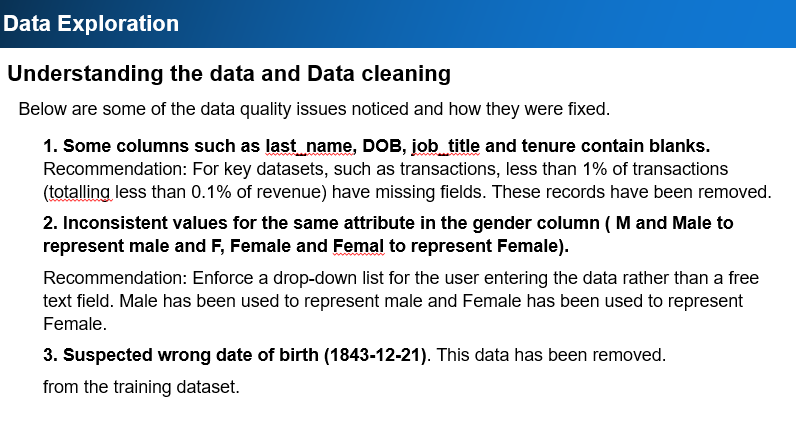 Data Exploration
Understanding the data and Data cleaning
Below are some of the data quality issues noticed and how they were fixed.
1. Some columns such as last_name, DOB, job_title and tenure contain blanks.
Recommendation: For key datasets, such as transactions, less than 1% of transactions
(totalling less than 0.1% of revenue) have missing fields. These records have been removed.
2. Inconsistent values for the same attribute in the gender column ( M and Male to
represent male and F, Female and Femal to represent Female).
Recommendation: Enforce a drop-down list for the user entering the data rather than a free
text field. Male has been used to represent male and Female has been used to represent
Female.
3. Suspected wrong date of birth (1843-12-21). This data has been removed.
from the training dataset.